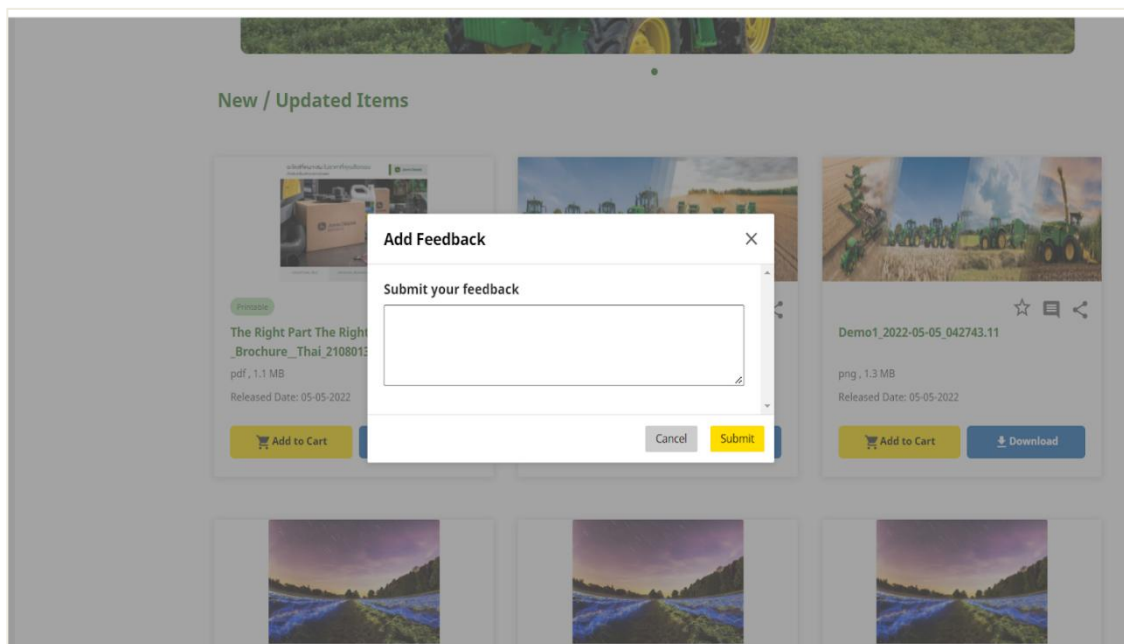 New / Updated Items
Add Feedback
Submit your feedback
Cancel
Submit
Printable
The Right Part The Right
_Brochure__Thai_2108013
pdf , 1.1 MB
Released Date: 05-05-2022
Add to Cart
Demo1_2022-05-05_042743.11
png , 1.3 MB
Released Date: 05-05-2022
Add to Cart
Download